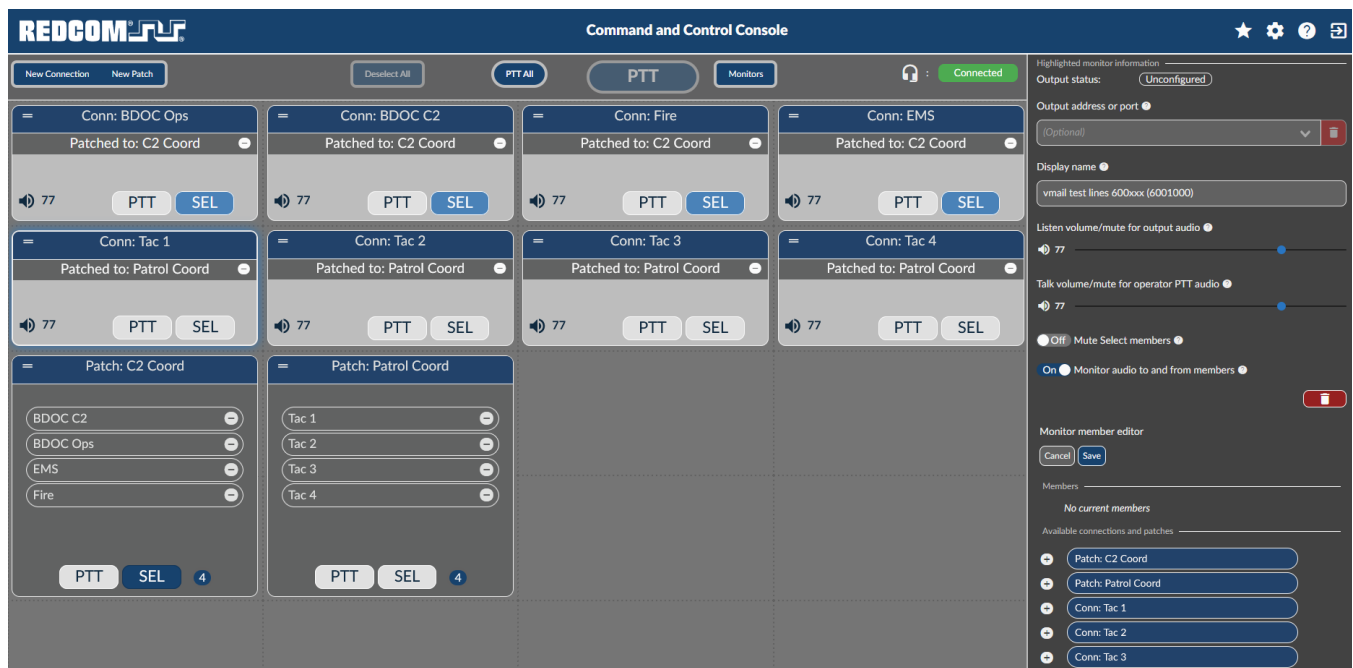 REDCOM
Command and Control Console
New Connection New Patch
Deselect All
PTT All
PTT
Monitors
: Connected
Conn: BDOC Ops
Patched to: C2 Coord
77
PTT
SEL
Conn: BDOC C2
Patched to: C2 Coord
77
PTT
SEL
Conn: Fire
Patched to: C2 Coord
77
PTT
SEL
Conn: EMS
Patched to: C2 Coord
77
PTT
SEL
Conn: Tac 1
Patched to: Patrol Coord
77
PTT
SEL
Conn: Tac 2
Patched to: Patrol Coord
77
PTT
SEL
Conn: Tac 3
Patched to: Patrol Coord
77
PTT
SEL
Conn: Tac 4
Patched to: Patrol Coord
77
PTT
SEL
Patch: C2 Coord
BDOC C2
BDOC Ops
EMS
Fire
PTT
SEL
4
Patch: Patrol Coord
Tac 1
Tac 2
Tac 3
Tac 4
PTT
SEL
4
Highlighted monitor information
Output status: Unconfigured
Output address or port
(Optional)
Display name
vmail test lines 600xxx (6001000)
Listen volume/mute for output audio
77
Talk volume/mute for operator PTT audio
77
Off Mute Select members
On Monitor audio to and from members
Monitor member editor
Cancel Save
Members
No current members
Available connections and patches
Patch: C2 Coord
Patch: Patrol Coord
Conn: Tac 1
Conn: Tac 2
Conn: Tac 3